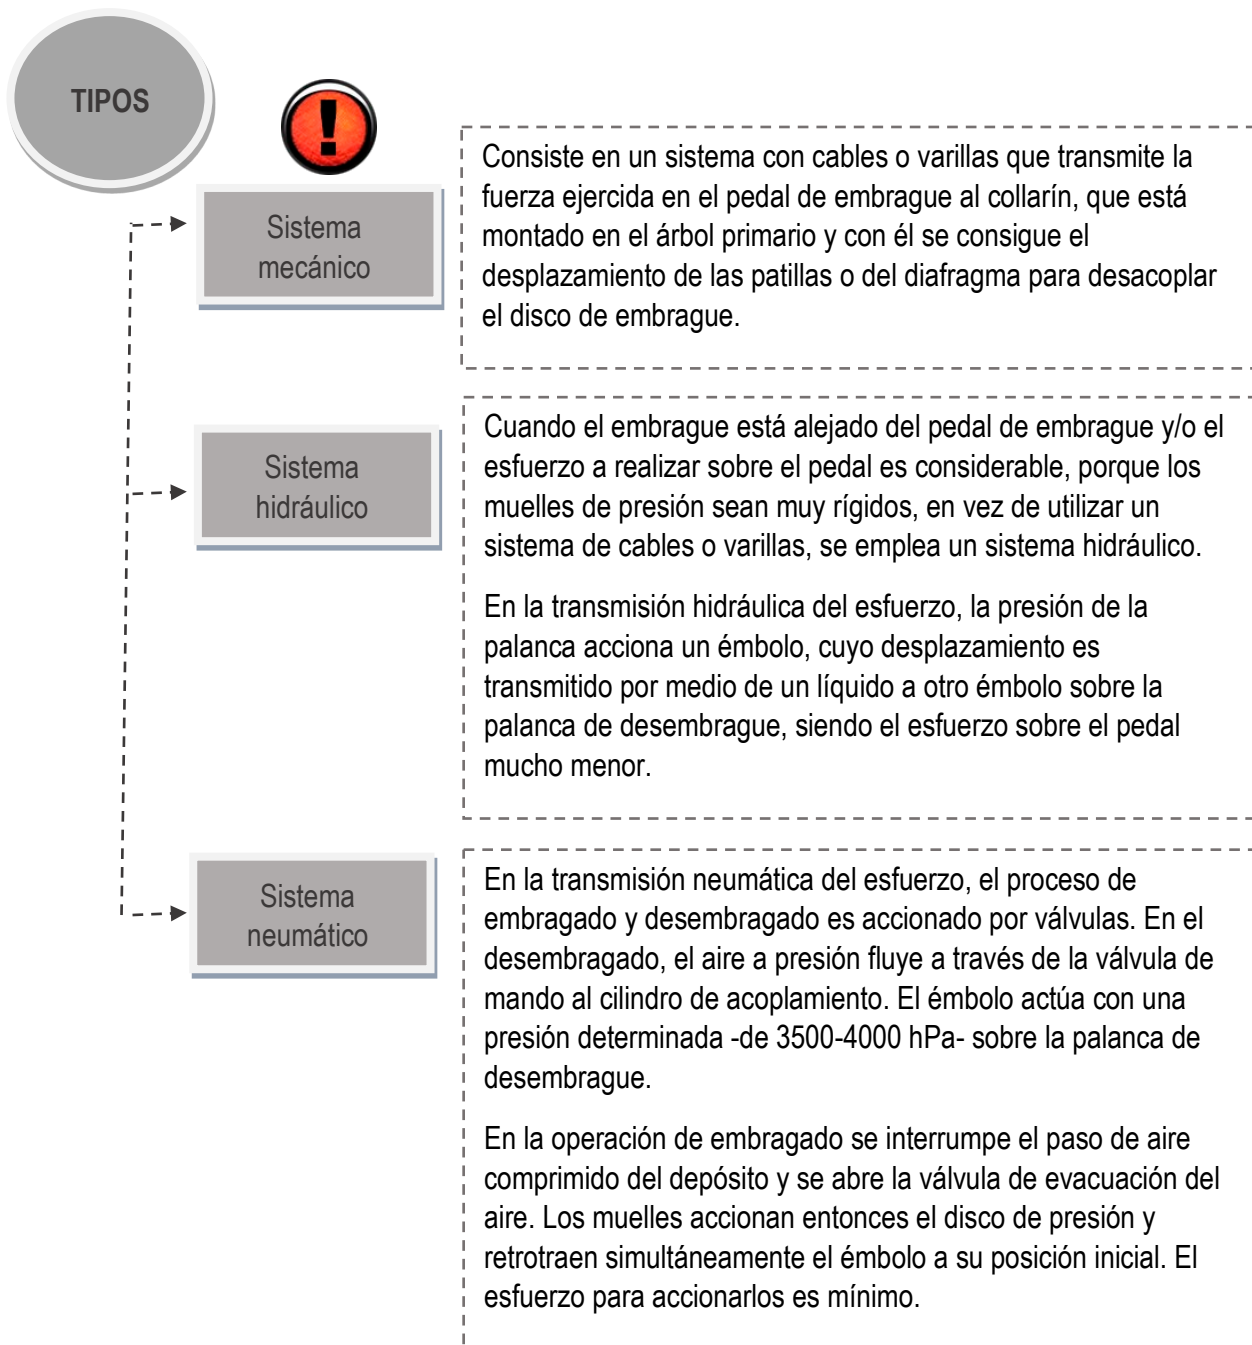 TIPOS
!
Sistema
mecánico
Consiste en un sistema con cables o varillas que transmite la
fuerza ejercida en el pedal de embrague al collarín, que está
montado en el árbol primario y con él se consigue el
desplazamiento de las patillas o del diafragma para desacoplar
el disco de embrague.
Sistema
hidráulico
Cuando el embrague está alejado del pedal de embrague y/o el
esfuerzo a realizar sobre el pedal es considerable, porque los
muelles de presión sean muy rígidos, en vez de utilizar un
sistema de cables o varillas, se emplea un sistema hidráulico.
En la transmisión hidráulica del esfuerzo, la presión de la
palanca acciona un émbolo, cuyo desplazamiento es
transmitido por medio de un líquido a otro émbolo sobre la
palanca de desembrague, siendo el esfuerzo sobre el pedal
mucho menor.
Sistema
neumático
En la transmisión neumática del esfuerzo, el proceso de
embragado y desembragado es accionado por válvulas. En el
desembragado, el aire a presión fluye a través de la válvula de
mando al cilindro de acoplamiento. El émbolo actúa con una
presión determinada -de 3500-4000 hPa- sobre la palanca de
desembrague.
En la operación de embragado se interrumpe el paso de aire
comprimido del depósito y se abre la válvula de evacuación del
aire. Los muelles accionan entonces el disco de presión y
retrotraen simultáneamente el émbolo a su posición inicial. El
esfuerzo para accionarlos es mínimo.